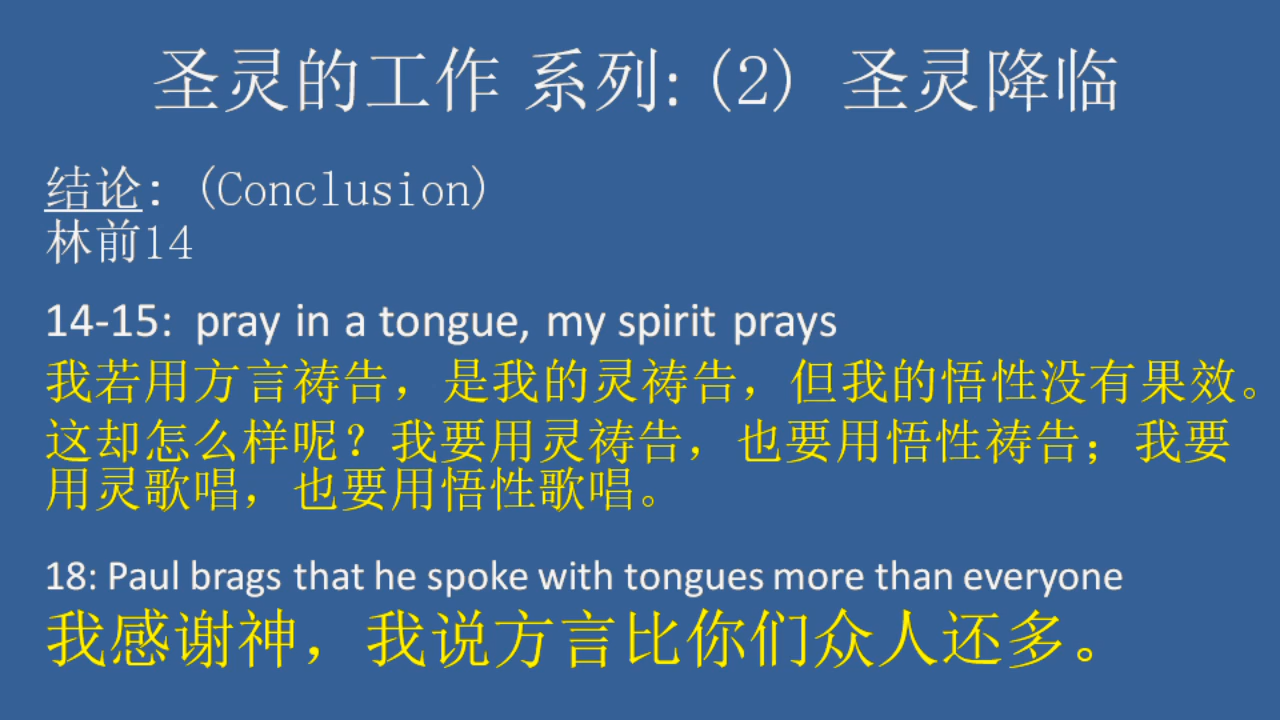 圣灵的工作 系列: (2) 圣灵降临
结论: (Conclusion)
林前14
14-15: pray in a tongue, my spirit prays
我若用方言祷告，是我的灵祷告，但我的悟性没有果效。
这却怎么样呢？我要用灵祷告，也要用悟性祷告；我要
用灵歌唱，也要用悟性歌唱。
18: Paul brags that he spoke with tongues more than everyone
我感谢神，我说方言比你们众人还多。